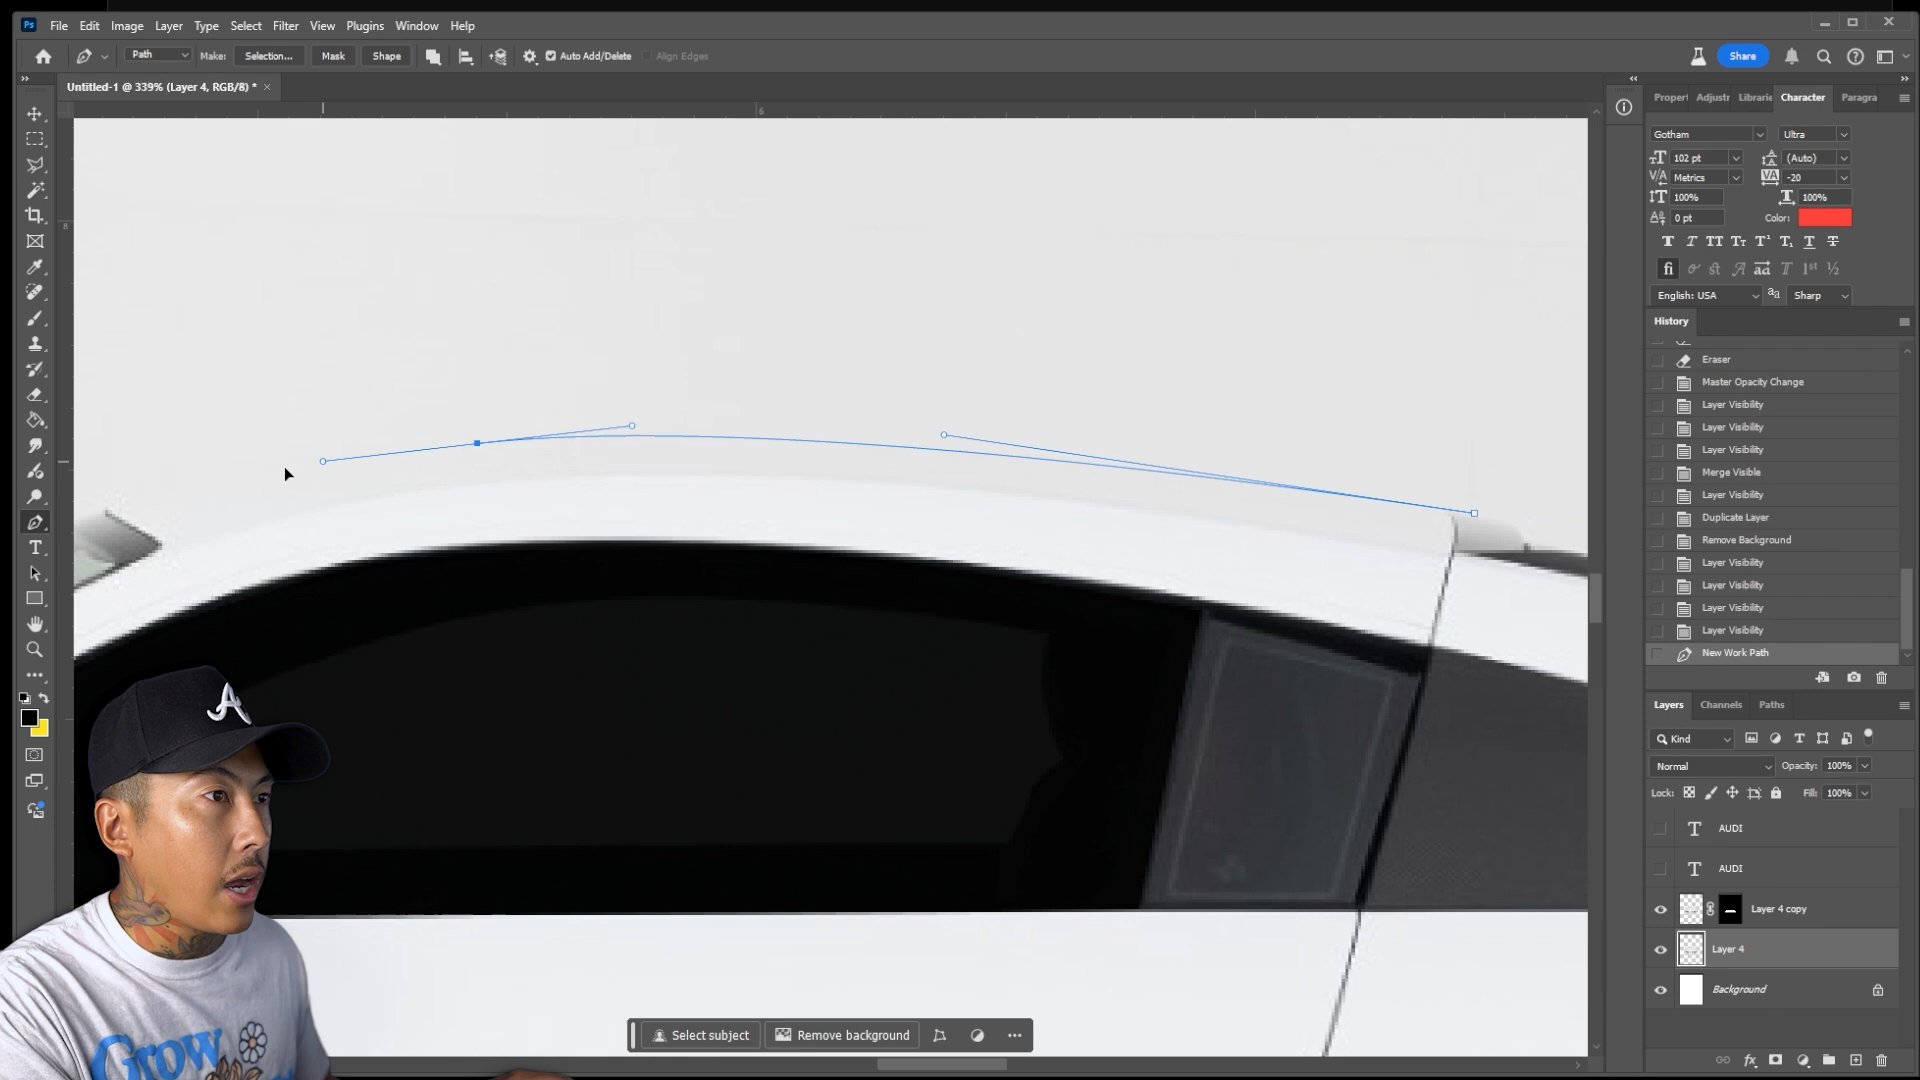 Ps File Edit Image Layer Type Select Filter View Plugins Window Help
Path Make: Selection... Mask Shape Auto Add/Delete Align Edges Share
Untitled-1 @ 339% (Layer 4, RGB/8) *
6
8
Propert Adjustr Librarie Character Paragra
Gotham Ultra
102 pt (Auto)
Metrics -20
100% 100%
0 pt Color:
English: USA Sharp
History
Eraser
Master Opacity Change
Layer Visibility
Layer Visibility
Layer Visibility
Merge Visible
Layer Visibility
Duplicate Layer
Remove Background
Layer Visibility
Layer Visibility
Layer Visibility
Layer Visibility
New Work Path
Layers Channels Paths
Kind
Normal Opacity: 100%
Lock: Fill: 100%
AUDI
AUDI
Layer 4 copy
Layer 4
Background
Select subject Remove background
A
Grow